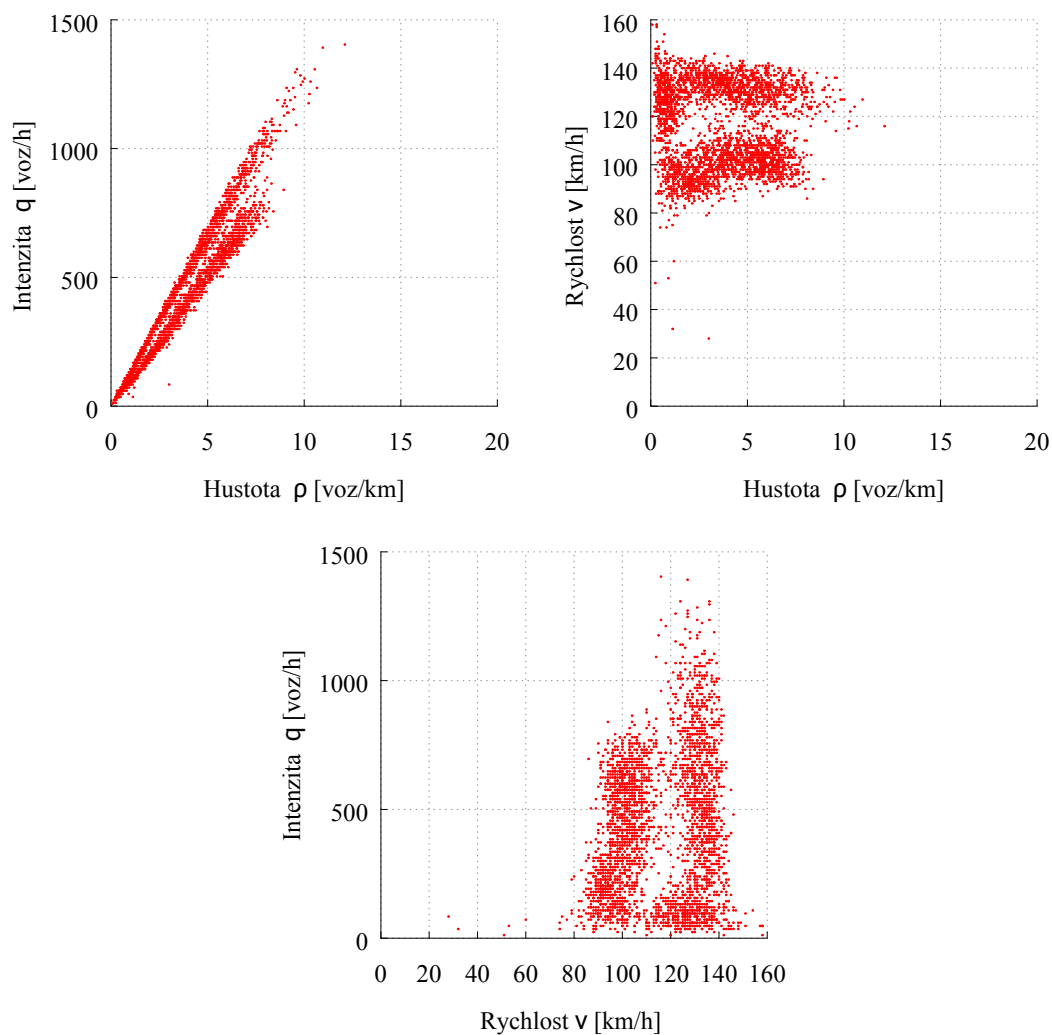 1500
1000
500
0
Intenzita q [voz/h]
0 5 10 15 20
Hustota ρ [voz/km]
160
140
120
100
80
60
40
20
0
Rychlost v [km/h]
0 5 10 15 20
Hustota ρ [voz/km]
1500
1000
500
0
Intenzita q [voz/h]
0 20 40 60 80 100 120 140 160
Rychlost v [km/h]